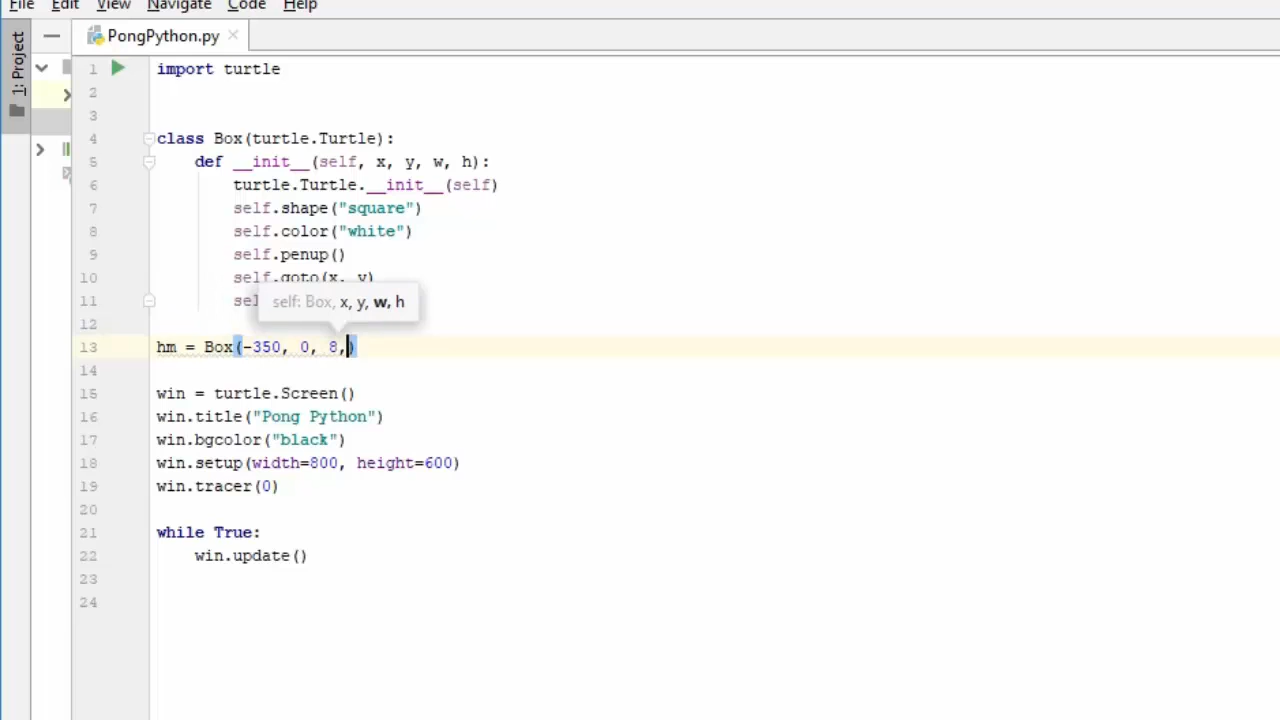 File Edit View Navigate Code Help
1: Project
PongPython.py
1 import turtle
2
3
4 class Box(turtle.Turtle):
5 def __init__(self, x, y, w, h):
6 turtle.Turtle.__init__(self)
7 self.shape("square")
8 self.color("white")
9 self.penup()
10 self.goto(x, y)
11 sel
self: Box, x, y, w, h
12
13 hm = Box(-350, 0, 8,)
14
15 win = turtle.Screen()
16 win.title("Pong Python")
17 win.bgcolor("black")
18 win.setup(width=800, height=600)
19 win.tracer(0)
20
21 while True:
22 win.update()
23
24